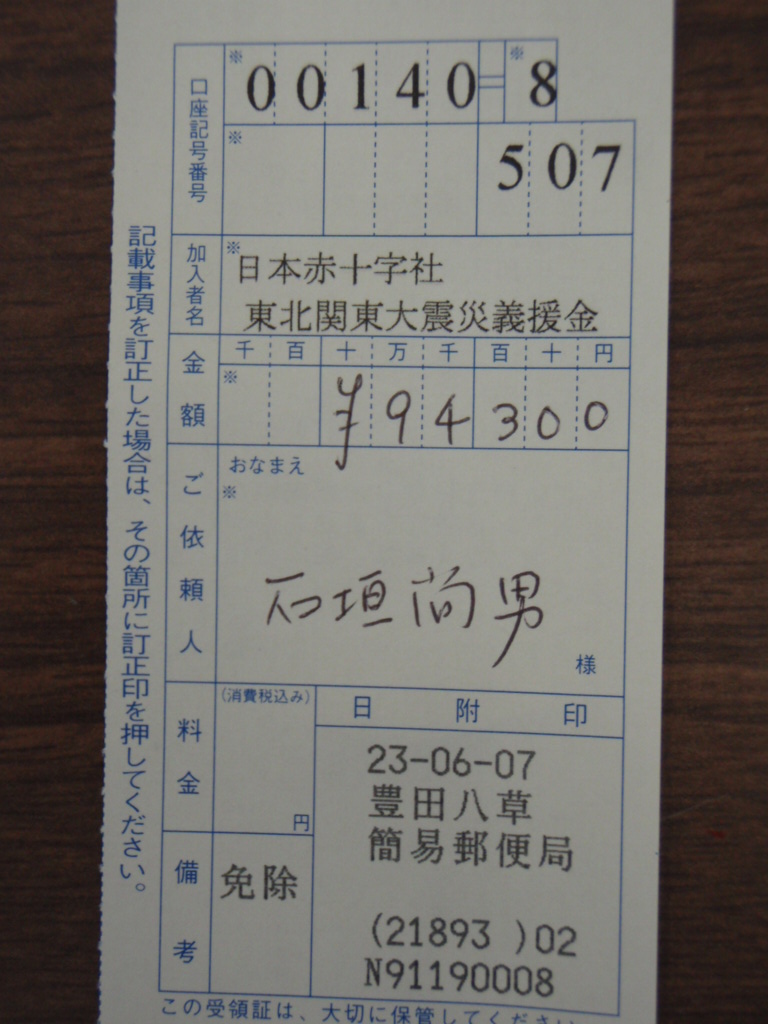 口座記号番号
※ 00140=※8
※ 507
加入者名
※日本赤十字社
東北関東大震災義援金
金額
千百十万千百十円
※ ¥94300
ご依頼人
おなまえ
※
石垣尚男
様
料金
(消費税込み)
円
日附印
23-06-07
豊田八草
簡易郵便局
(21893 )02
N91190008
備考
免除
記載事項を訂正した場合は、その箇所に訂正印を押してください。
この受領証は、大切に保管してください